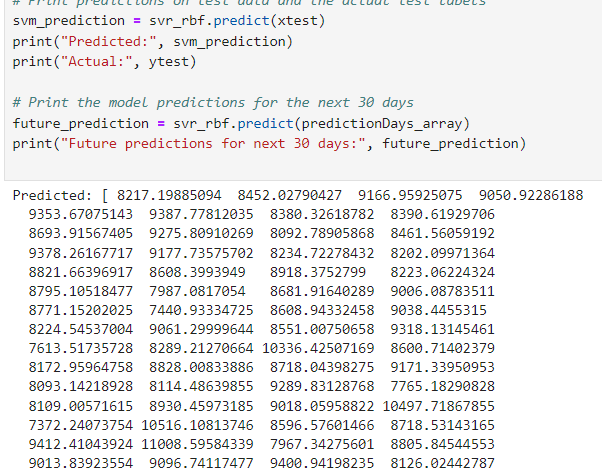 # Print predictions on test data and the actual test labels
svm_prediction = svr_rbf.predict(xtest)
print("Predicted:", svm_prediction)
print("Actual:", ytest)
# Print the model predictions for the next 30 days
future_prediction = svr_rbf.predict(predictionDays_array)
print("Future predictions for next 30 days:", future_prediction)
Predicted: [ 8217.19885094 8452.02790427 9166.95925075 9050.92286188
9353.67075143 9387.77812035 8380.32618782 8390.61929706
8693.91567405 9275.80910269 8092.78905868 8461.56059192
9378.26167717 9177.73575702 8234.72278432 8202.09971364
8821.66396917 8608.3993949 8918.3752799 8223.06224324
8795.10518477 7987.0817054 8681.91640289 9006.08783511
8771.15202025 7440.93334725 8608.94332458 9038.4455315
8224.54537004 9061.29999644 8551.00750658 9318.13145461
7613.51735728 8289.21270664 10336.42507169 8600.71402379
8172.95964758 8828.00833886 8718.04398275 9171.33950953
8093.14218928 8114.48639855 9289.83128768 7765.18290828
8109.00571615 8930.45973185 9018.05958822 10497.71867855
7372.24073754 10516.10813746 8596.57601466 8718.53143165
9412.41043924 11008.59584339 7967.34275601 8805.84544553
9013.83923554 9096.74117477 9400.94198235 8126.02442787